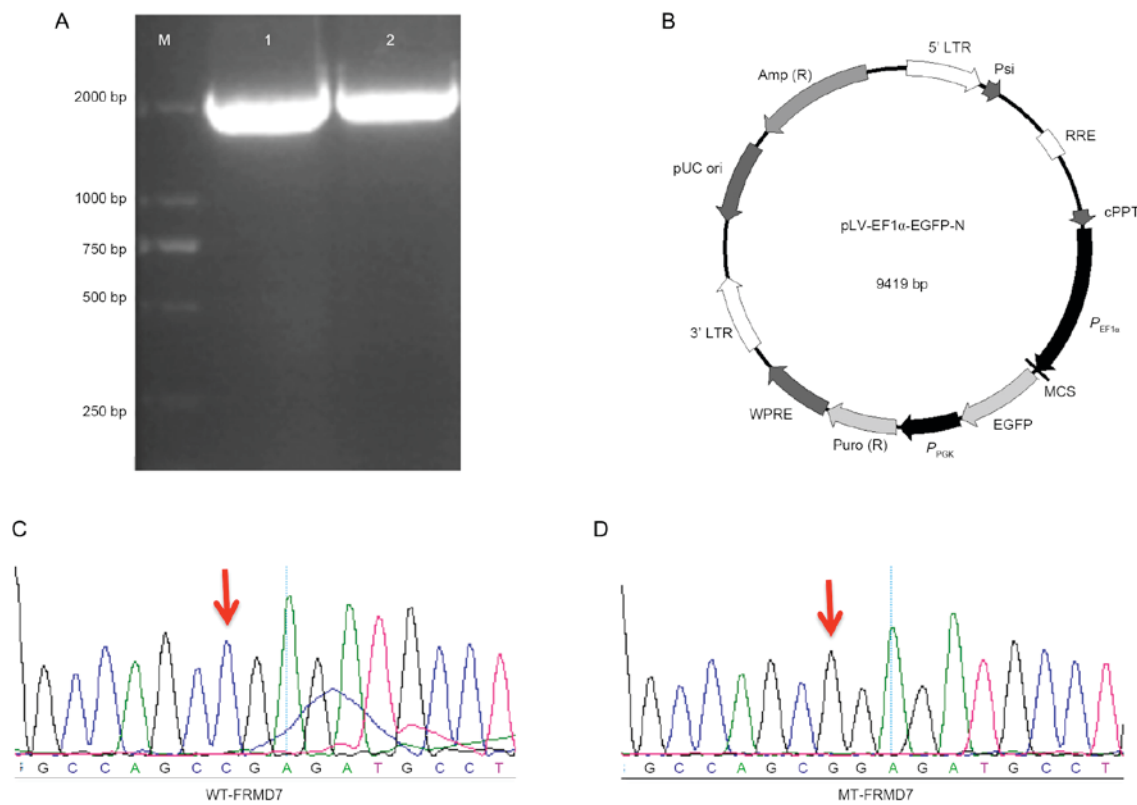 A
M 1 2
2000 bp
1000 bp
750 bp
500 bp
250 bp
B
5' LTR
Psi
RRE
cPPT
PEF1α
MCS
EGFP
PPGK
Puro (R)
WPRE
3' LTR
pUC ori
Amp (R)
pLV-EF1α-EGFP-N
9419 bp
C
G C C A G C C G A G A T G C C T
WT-FRMD7
D
G C C A G C G G A G A T G C C T
MT-FRMD7